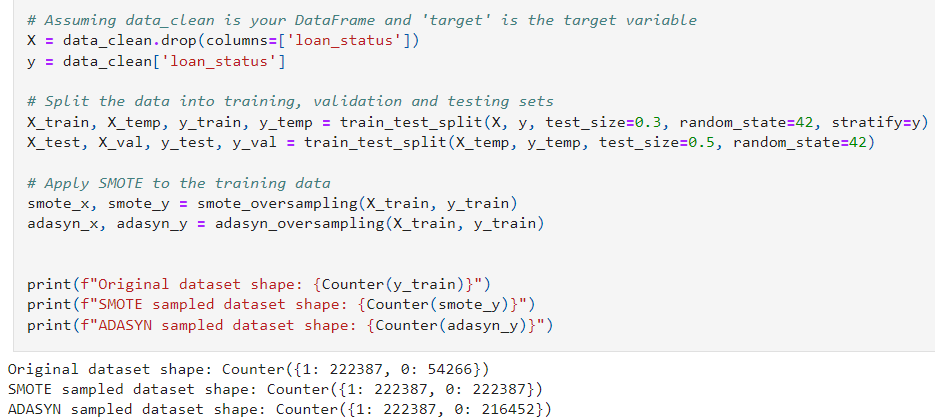 # Assuming data_clean is your DataFrame and 'target' is the target variable
X = data_clean.drop(columns=['loan_status'])
y = data_clean['loan_status']
# Split the data into training, validation and testing sets
X_train, X_temp, y_train, y_temp = train_test_split(X, y, test_size=0.3, random_state=42, stratify=y)
X_test, X_val, y_test, y_val = train_test_split(X_temp, y_temp, test_size=0.5, random_state=42)
# Apply SMOTE to the training data
smote_x, smote_y = smote_oversampling(X_train, y_train)
adasyn_x, adasyn_y = adasyn_oversampling(X_train, y_train)
print(f"Original dataset shape: {Counter(y_train)}")
print(f"SMOTE sampled dataset shape: {Counter(smote_y)}")
print(f"ADASYN sampled dataset shape: {Counter(adasyn_y)}")
Original dataset shape: Counter({1: 222387, 0: 54266})
SMOTE sampled dataset shape: Counter({1: 222387, 0: 222387})
ADASYN sampled dataset shape: Counter({1: 222387, 0: 216452})